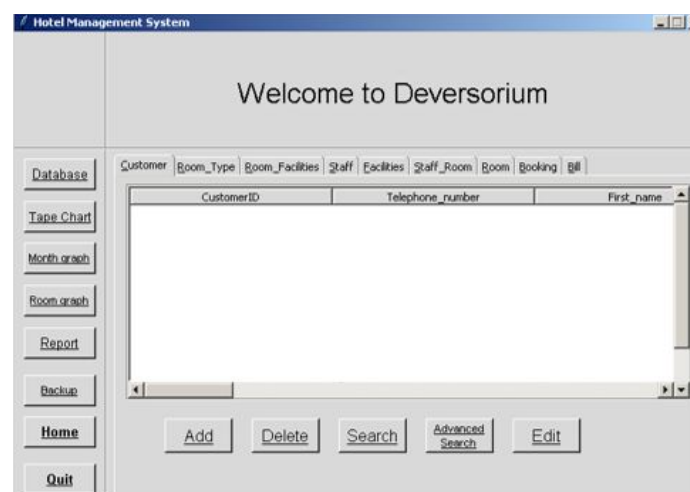 Hotel Management System
Welcome to Deversorium
Database
Tape Chart
Month graph
Room graph
Report
Backup
Home
Quit
Customer Room_Type Room_Facilities Staff Facilities Staff_Room Room Booking Bill
CustomerID Telephone_number First_name
Add Delete Search Advanced Search Edit